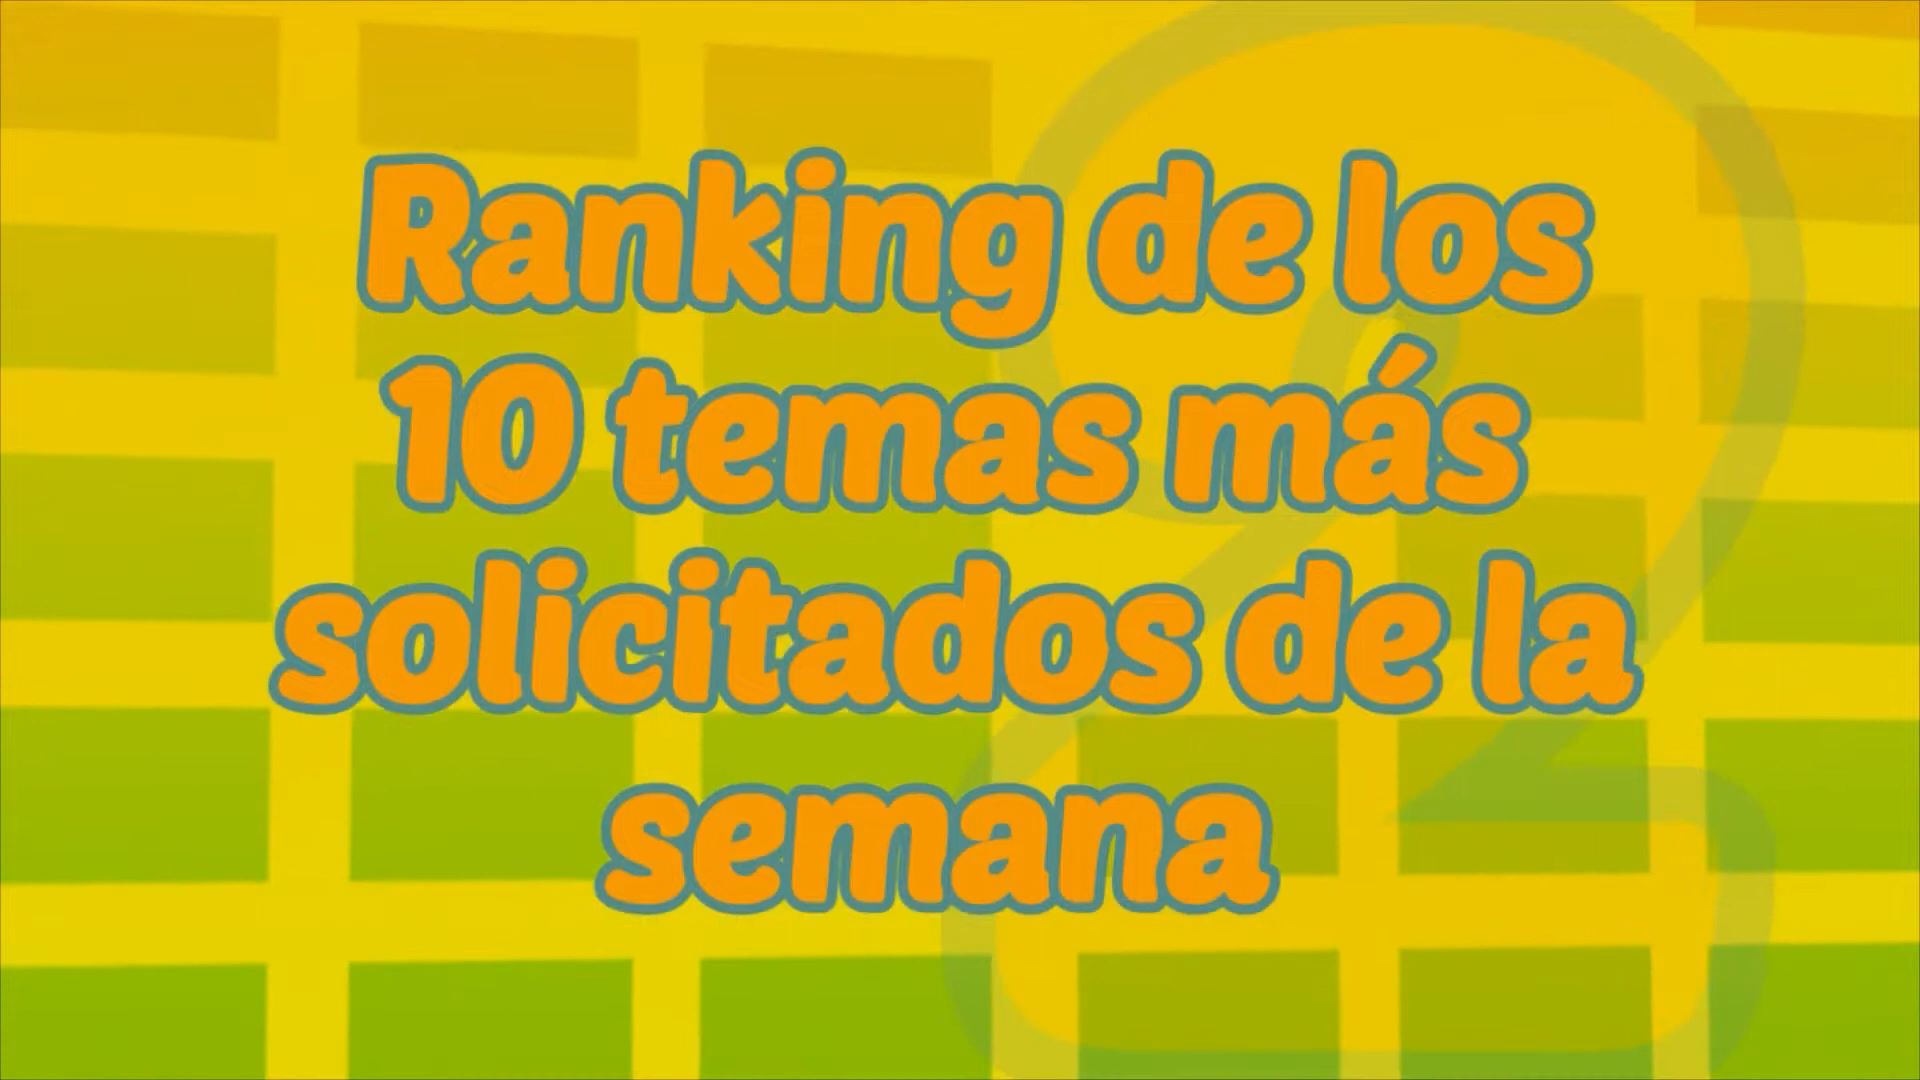 Ranking de los
10 temas más
solicitados de la
semana